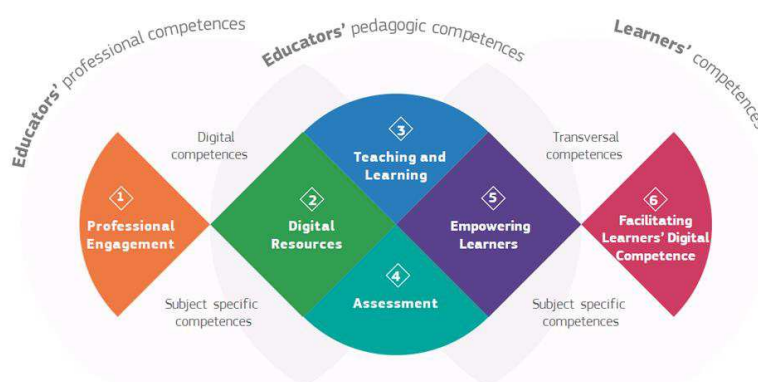 Educators' professional competences
Educators' pedagogic competences
Learners' competences
Digital
competences
Transversal
competences
1
Professional
Engagement
2
Digital
Resources
3
Teaching and
Learning
4
Assessment
5
Empowering
Learners
6
Facilitating
Learners' Digital
Competence
Subject specific
competences
Subject specific
competences